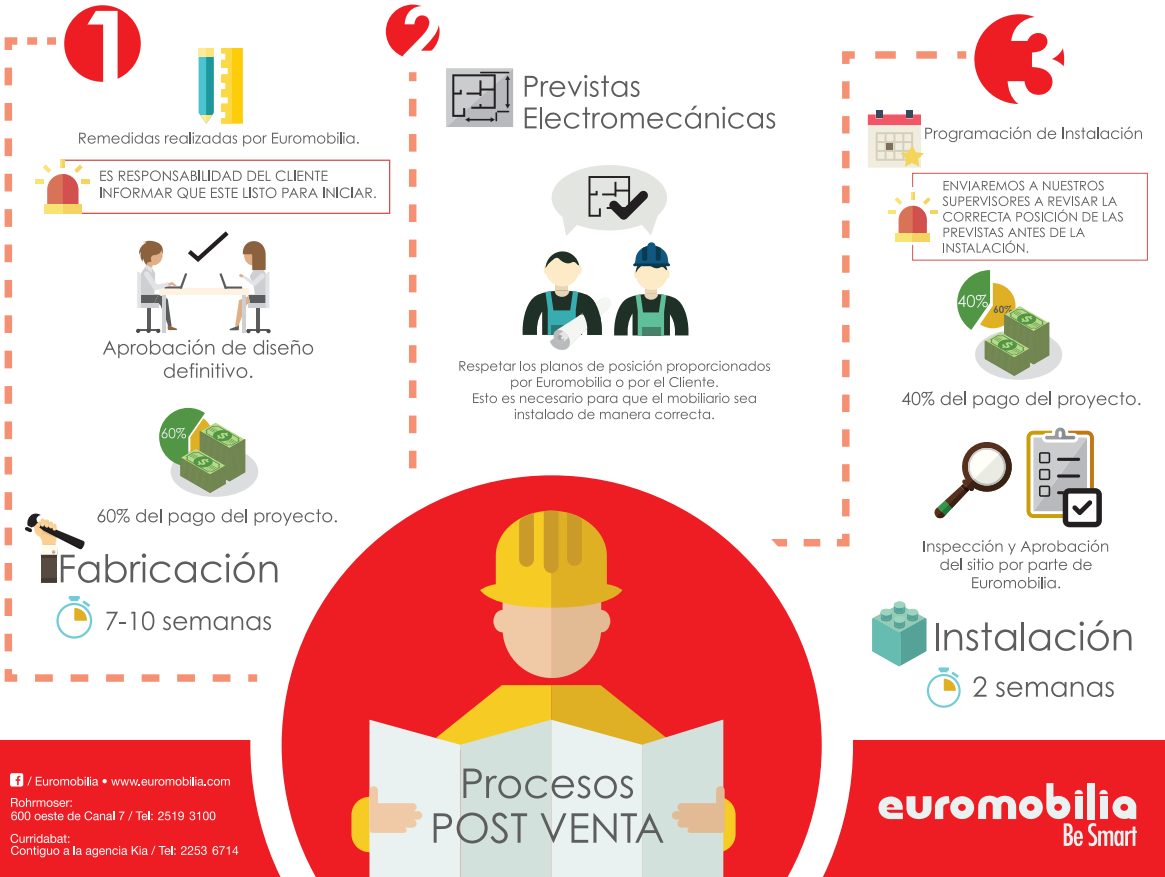 1
Remedidas realizadas por Euromobilia.
ES RESPONSABILIDAD DEL CLIENTE
INFORMAR QUE ESTE LISTO PARA INICIAR.
Aprobación de diseño
definitivo.
60%
60% del pago del proyecto.
Fabricación
7-10 semanas
2
Previstas
Electromecánicas
Respetar los planos de posición proporcionados
por Euromobilia o por el Cliente.
Esto es necesario para que el mobiliario sea
instalado de manera correcta.
3
Programación de Instalación
ENVIAREMOS A NUESTROS
SUPERVISORES A REVISAR LA
CORRECTA POSICIÓN DE LAS
PREVISTAS ANTES DE LA
INSTALACIÓN.
40%
60%
40% del pago del proyecto.
Inspección y Aprobación
del sitio por parte de
Euromobilia.
Instalación
2 semanas
Procesos
POST VENTA
f / Euromobilia • www.euromobilia.com
Rohrmoser:
600 oeste de Canal 7 / Tel: 2519 3100
Curridabat:
Contiguo a la agencia Kia / Tel: 2253 6714
euromobilia
Be Smart